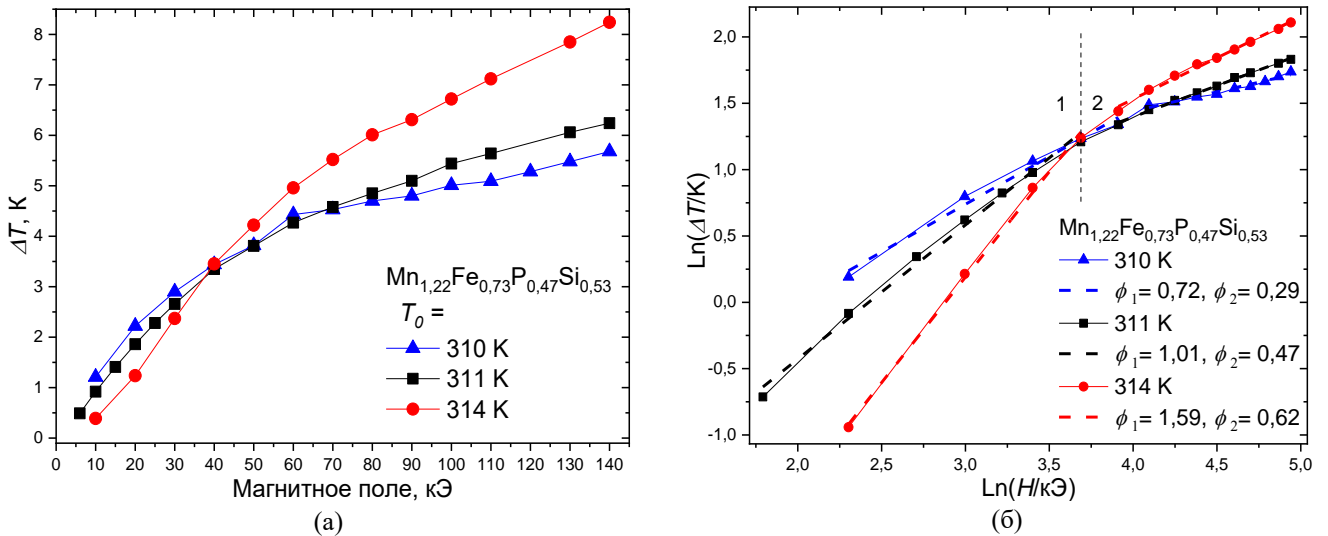 8
7
6
5
4
3
2
1
0
ΔT, К
0 10 20 30 40 50 60 70 80 90 100 110 120 130 140
Магнитное поле, кЭ
Mn1,22Fe0,73P0,47Si0,53
T0 =
310 К
311 К
314 К
(а)
2,0
1,5
1,0
0,5
0,0
-0,5
-1,0
Ln(ΔT/K)
2,0 2,5 3,0 3,5 4,0 4,5 5,0
Ln(H/кЭ)
1 2
Mn1,22Fe0,73P0,47Si0,53
310 K
ϕ1= 0,72, ϕ2= 0,29
311 K
ϕ1= 1,01, ϕ2= 0,47
314 K
ϕ1= 1,59, ϕ2= 0,62
(б)